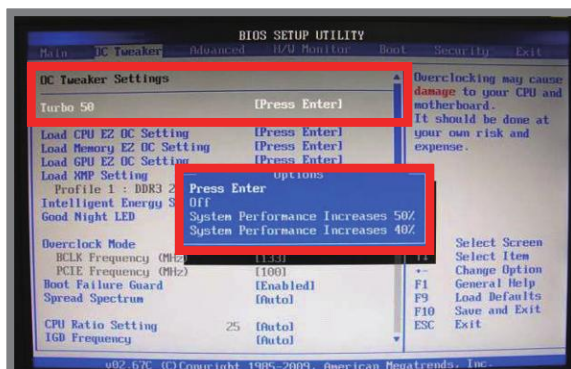 BIOS SETUP UTILITY
Main OC Tweaker Advanced H/W Monitor Boot Security Exit
OC Tweaker Settings
Turbo 50 [Press Enter]
Load CPU EZ OC Setting [Press Enter]
Load Memory EZ OC Setting [Press Enter]
Load GPU EZ OC Setting [Press Enter]
Load XMP Setting
Profile 1 : DDR3 2
Intelligent Energy S
Good Night LED
Overclock Mode
BCLK Frequency (MHz) [133]
PCIE Frequency (MHz) [100]
Boot Failure Guard [Enabled]
Spread Spectrum [Auto]
CPU Ratio Setting 25 [Auto]
IGD Frequency [Auto]
Options
Press Enter
Off
System Performance Increases 50%
System Performance Increases 40%
Overclocking may cause
damage to your CPU and
motherboard.
It should be done at
your own risk and
expense.
Select Screen
↑↓ Select Item
+- Change Option
F1 General Help
F9 Load Defaults
F10 Save and Exit
ESC Exit
v02.67C (C)Copyright 1985-2009, American Megatrends, Inc.